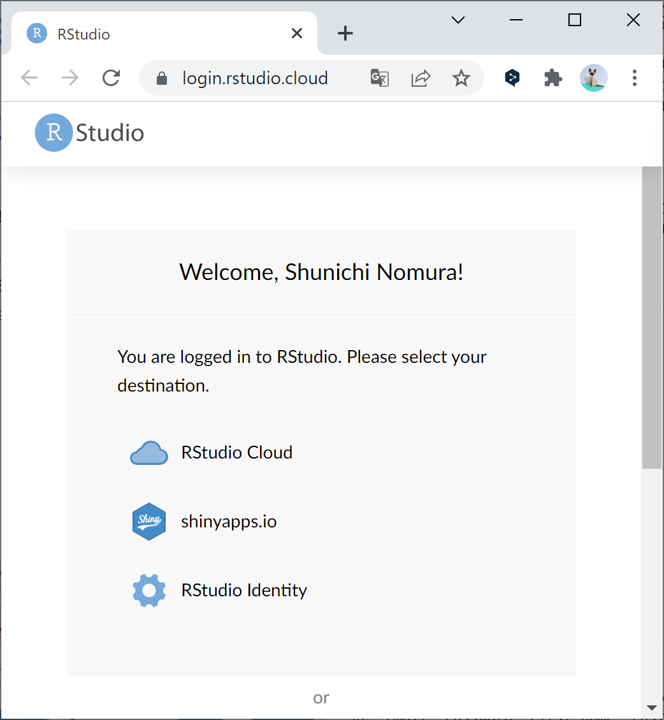 RStudio
login.rstudio.cloud
R Studio
Welcome, Shunichi Nomura!
You are logged in to RStudio. Please select your
destination.
RStudio Cloud
Shiny
shinyapps.io
RStudio Identity
or